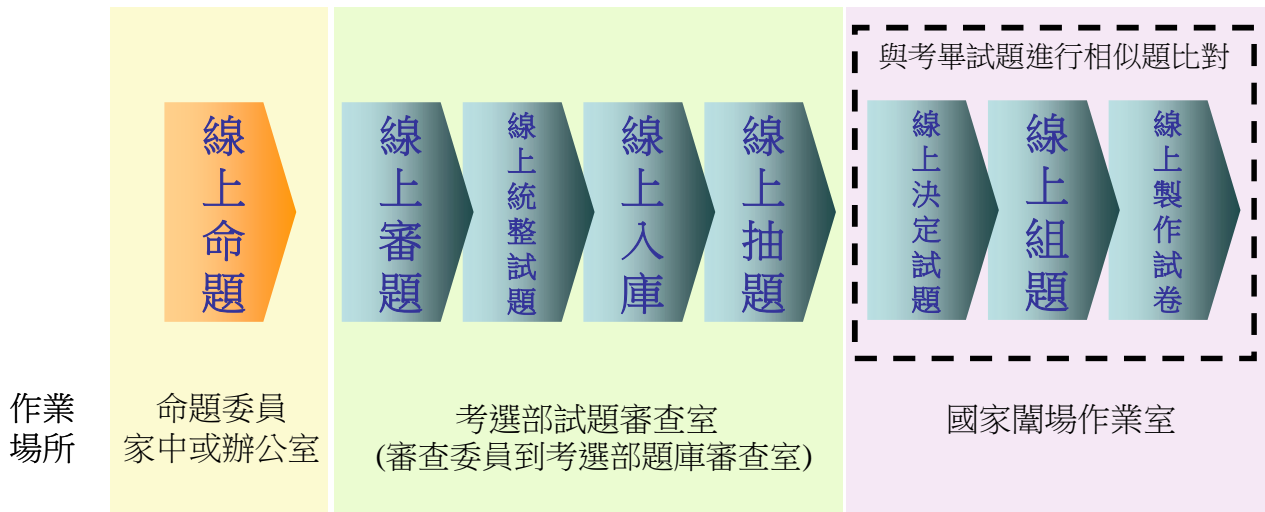 與考畢試題進行相似題比對
線上命題
線上審題
線上統整試題
線上入庫
線上抽題
線上決定試題
線上組題
線上製作試卷
作業
場所
命題委員
家中或辦公室
考選部試題審查室
(審查委員到考選部題庫審查室)
國家闈場作業室